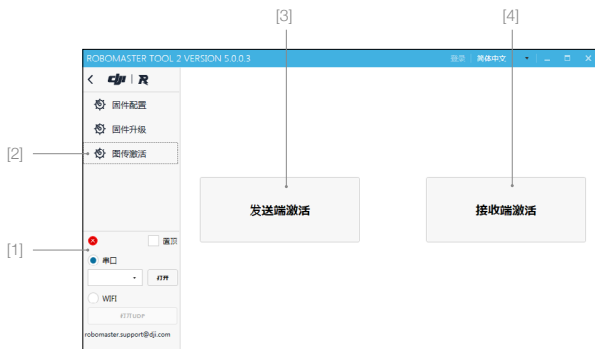 [3]
[4]
ROBOMASTER TOOL 2 VERSION 5.0.0.3
登录 简体中文
dji R
固件配置
固件升级
[2]
图传激活
发送端激活
接收端激活
置顶
[1]
串口
打开
WIFI
打开UDP
robomaster.support@dji.com